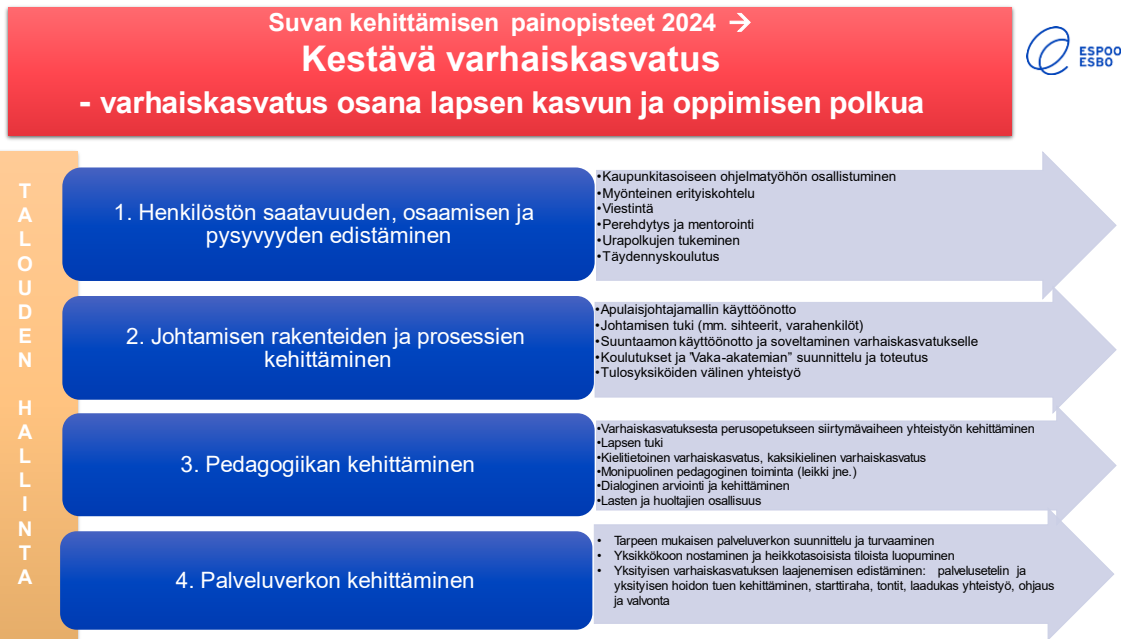 Suvan kehittämisen painopisteet 2024 →
Kestävä varhaiskasvatus
- varhaiskasvatus osana lapsen kasvun ja oppimisen polkua
ESPOO
ESBO
TALOUDEN HALLINTA
1. Henkilöstön saatavuuden, osaamisen ja
pysyvyyden edistäminen
•Kaupunkitasoiseen ohjelmatyöhön osallistuminen
•Myönteinen erityiskohtelu
•Viestintä
•Perehdytys ja mentorointi
•Urapolkujen tukeminen
•Täydennyskoulutus
2. Johtamisen rakenteiden ja prosessien
kehittäminen
•Apulaisjohtajamallin käyttöönotto
•Johtamisen tuki (mm. sihteerit, varahenkilöt)
•Suuntaamon käyttöönotto ja soveltaminen varhaiskasvatukselle
•Koulutukset ja "Vaka-akatemian" suunnittelu ja toteutus
•Tulosyksiköiden välinen yhteistyö
3. Pedagogiikan kehittäminen
•Varhaiskasvatuksesta perusopetukseen siirtymävaiheen yhteistyön kehittäminen
•Lapsen tuki
•Kielitietoinen varhaiskasvatus, kaksikielinen varhaiskasvatus
•Monipuolinen pedagoginen toiminta (leikki jne.)
•Dialoginen arviointi ja kehittäminen
•Lasten ja huoltajien osallisuus
4. Palveluverkon kehittäminen
• Tarpeen mukaisen palveluverkon suunnittelu ja turvaaminen
• Yksikkökoon nostaminen ja heikkotasoisista tiloista luopuminen
• Yksityisen varhaiskasvatuksen laajenemisen edistäminen: palvelusetelin ja
yksityisen hoidon tuen kehittäminen, starttiraha, tontit, laadukas yhteistyö, ohjaus
ja valvonta